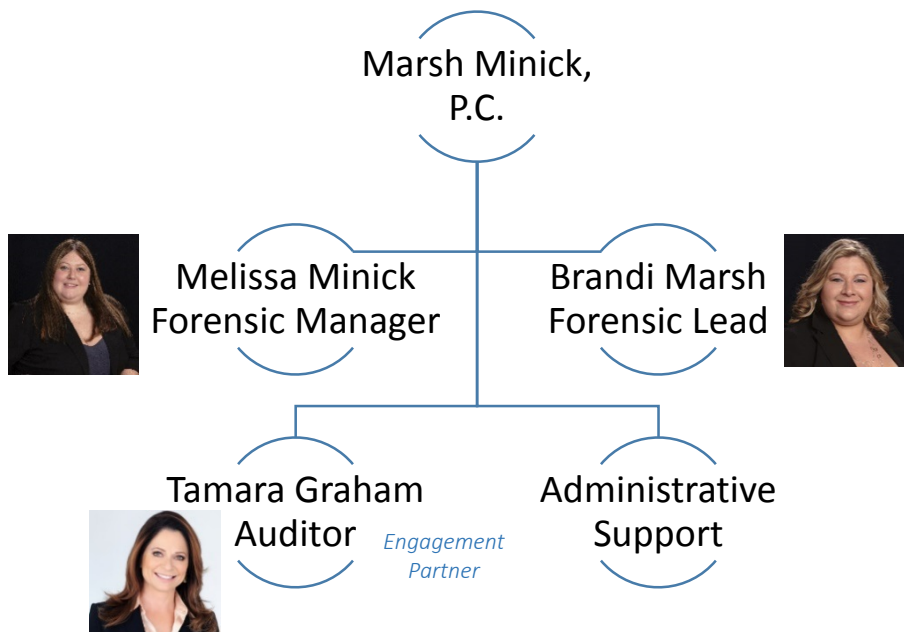 Marsh Minick,
P.C.
Melissa Minick
Forensic Manager
Brandi Marsh
Forensic Lead
Tamara Graham
Auditor
Engagement
Partner
Administrative
Support